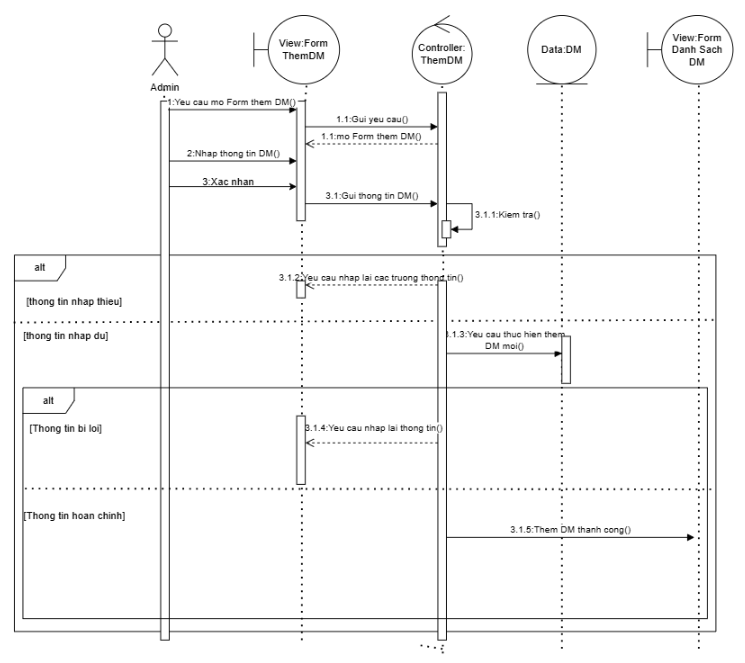 View:Form
ThemDM
Controller:
ThemDM
Data:DM
View:Form
Danh Sach
DM
Admin
1:Yeu cau mo Form them DM()
1.1:Gui yeu cau()
1.1:mo Form them DM()
2:Nhap thong tin DM()
3:Xac nhan
3.1:Gui thong tin DM()
3.1.1:Kiem tra()
alt
3.1.2:Yeu cau nhap lai cac truong thong tin()
[thong tin nhap thieu]
[thong tin nhap du]
3.1.3:Yeu cau thuc hien them
DM moi()
alt
[Thong tin bi loi]
3.1.4:Yeu cau nhap lai thong tin()
[Thong tin hoan chinh]
3.1.5:Them DM thanh cong()